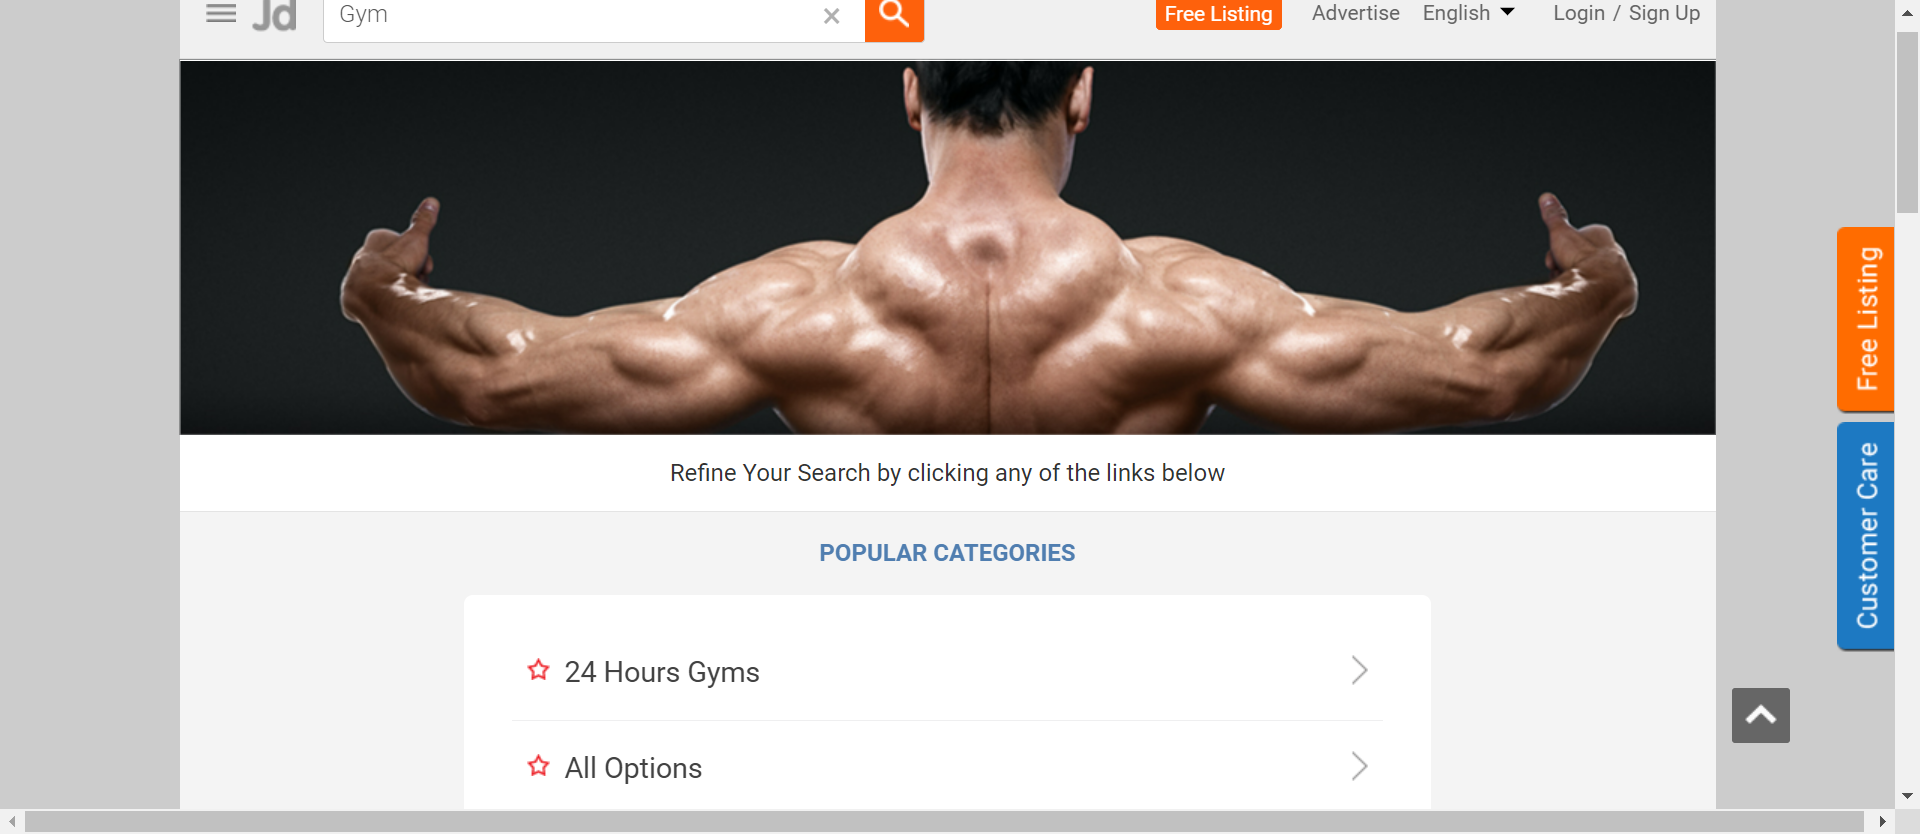 Jd
Gym
Free Listing
Advertise
English
Login / Sign Up
Refine Your Search by clicking any of the links below
POPULAR CATEGORIES
24 Hours Gyms
All Options
Free Listing
Customer Care